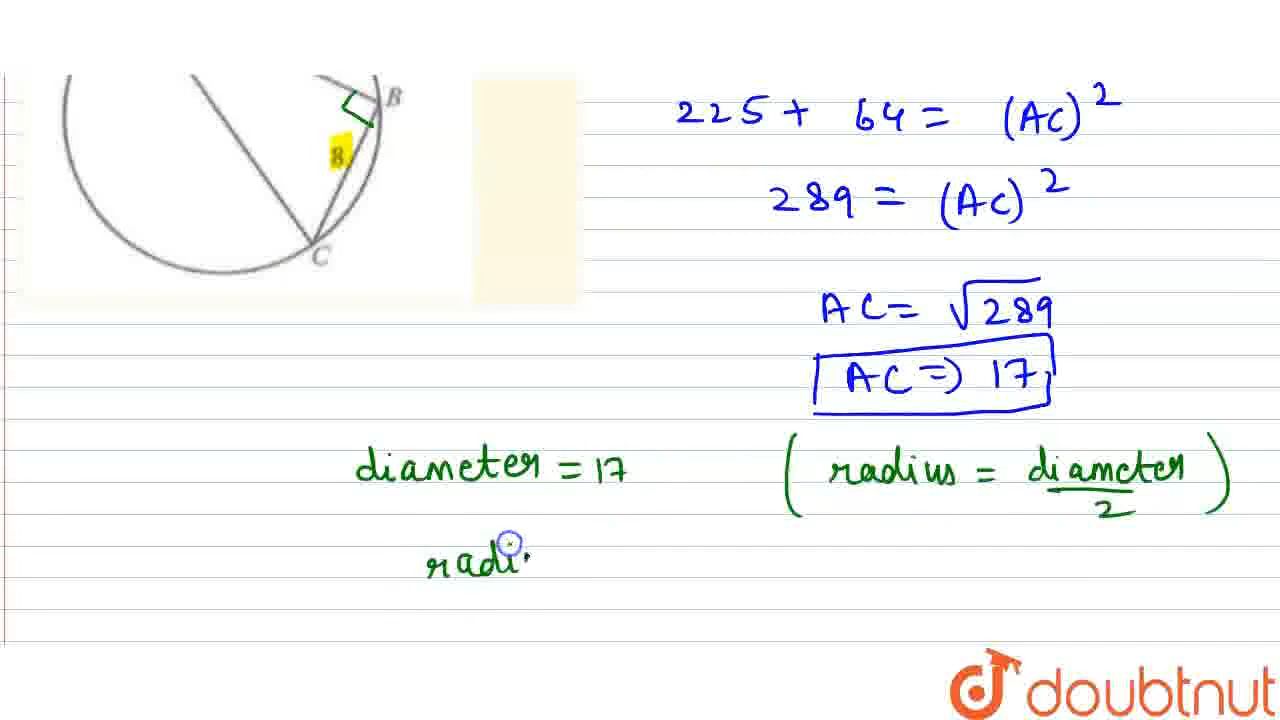 B
8
C
225 + 64 = (AC)²
289 = (AC)²
AC = √289
AC => 17
diameter = 17
(radius = diameter/2)
radi
doubtnut